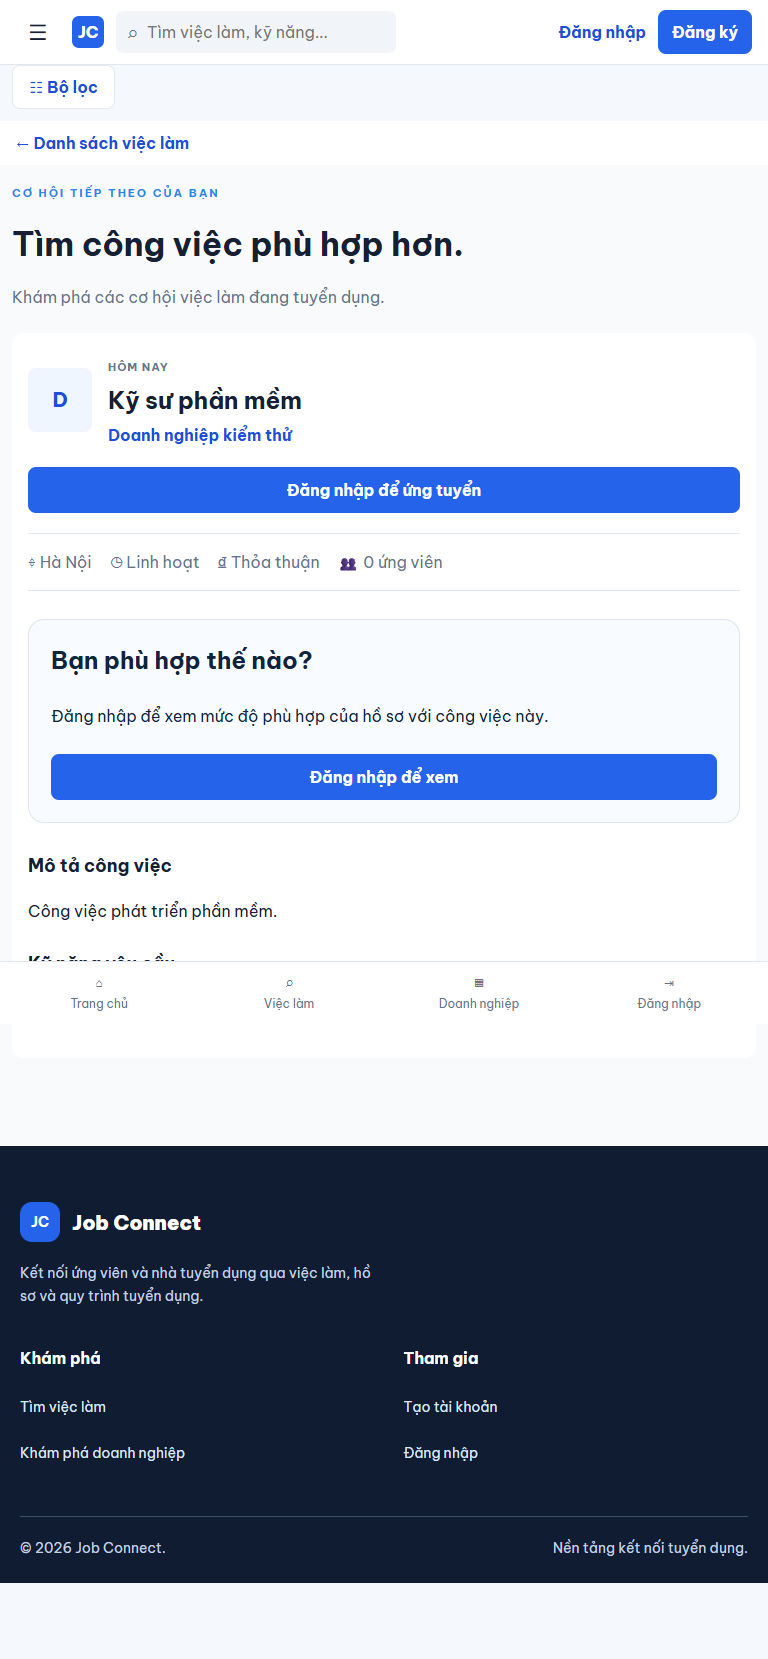 ☰ JC ⌕ Tìm việc làm, kỹ năng... Đăng nhập Đăng ký
☷ Bộ lọc
← Danh sách việc làm
CƠ HỘI TIẾP THEO CỦA BẠN
Tìm công việc phù hợp hơn.
Khám phá các cơ hội việc làm đang tuyển dụng.
HÔM NAY
D
Kỹ sư phần mềm
Doanh nghiệp kiểm thử
Đăng nhập để ứng tuyển
Hà Nội ◷ Linh hoạt ₫ Thỏa thuận 👥 0 ứng viên
Bạn phù hợp thế nào?
Đăng nhập để xem mức độ phù hợp của hồ sơ với công việc này.
Đăng nhập để xem
Mô tả công việc
Công việc phát triển phần mềm.
Kỹ năng yêu cầu
Trang chủ Việc làm Doanh nghiệp Đăng nhập
JC Job Connect
Kết nối ứng viên và nhà tuyển dụng qua việc làm, hồ
sơ và quy trình tuyển dụng.
Khám phá Tham gia
Tìm việc làm Tạo tài khoản
Khám phá doanh nghiệp Đăng nhập
© 2026 Job Connect. Nền tảng kết nối tuyển dụng.